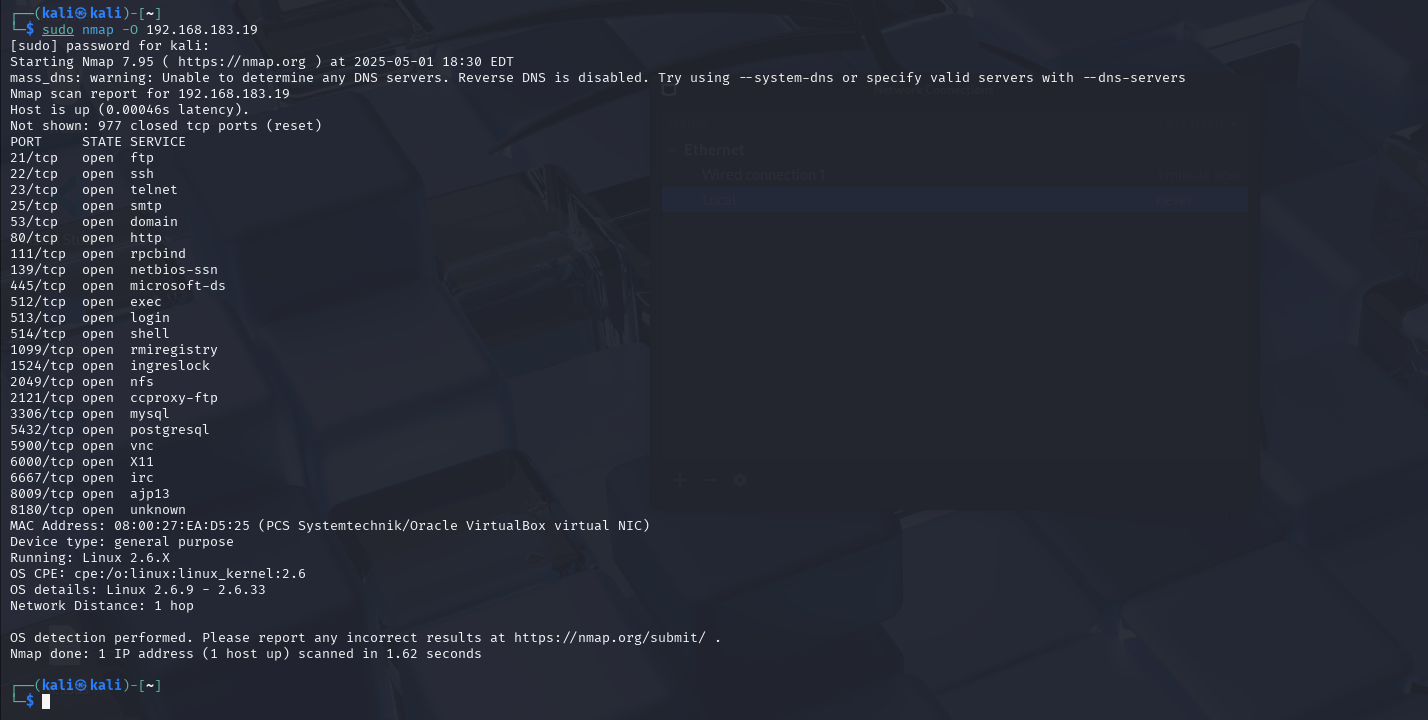 ┌──(kali㉿kali)-[~]
└─$ sudo nmap -O 192.168.183.19
[sudo] password for kali:
Starting Nmap 7.95 ( https://nmap.org ) at 2025-05-01 18:30 EDT
mass_dns: warning: Unable to determine any DNS servers. Reverse DNS is disabled. Try using --system-dns or specify valid servers with --dns-servers
Nmap scan report for 192.168.183.19
Host is up (0.00046s latency).
Not shown: 977 closed tcp ports (reset)
PORT     STATE SERVICE
21/tcp   open  ftp
22/tcp   open  ssh
23/tcp   open  telnet
25/tcp   open  smtp
53/tcp   open  domain
80/tcp   open  http
111/tcp  open  rpcbind
139/tcp  open  netbios-ssn
445/tcp  open  microsoft-ds
512/tcp  open  exec
513/tcp  open  login
514/tcp  open  shell
1099/tcp open  rmiregistry
1524/tcp open  ingreslock
2049/tcp open  nfs
2121/tcp open  ccproxy-ftp
3306/tcp open  mysql
5432/tcp open  postgresql
5900/tcp open  vnc
6000/tcp open  X11
6667/tcp open  irc
8009/tcp open  ajp13
8180/tcp open  unknown
MAC Address: 08:00:27:EA:D5:25 (PCS Systemtechnik/Oracle VirtualBox virtual NIC)
Device type: general purpose
Running: Linux 2.6.X
OS CPE: cpe:/o:linux:linux_kernel:2.6
OS details: Linux 2.6.9 - 2.6.33
Network Distance: 1 hop
OS detection performed. Please report any incorrect results at https://nmap.org/submit/ .
Nmap done: 1 IP address (1 host up) scanned in 1.62 seconds
┌──(kali㉿kali)-[~]
└─$
Ethernet
Wired connection 1